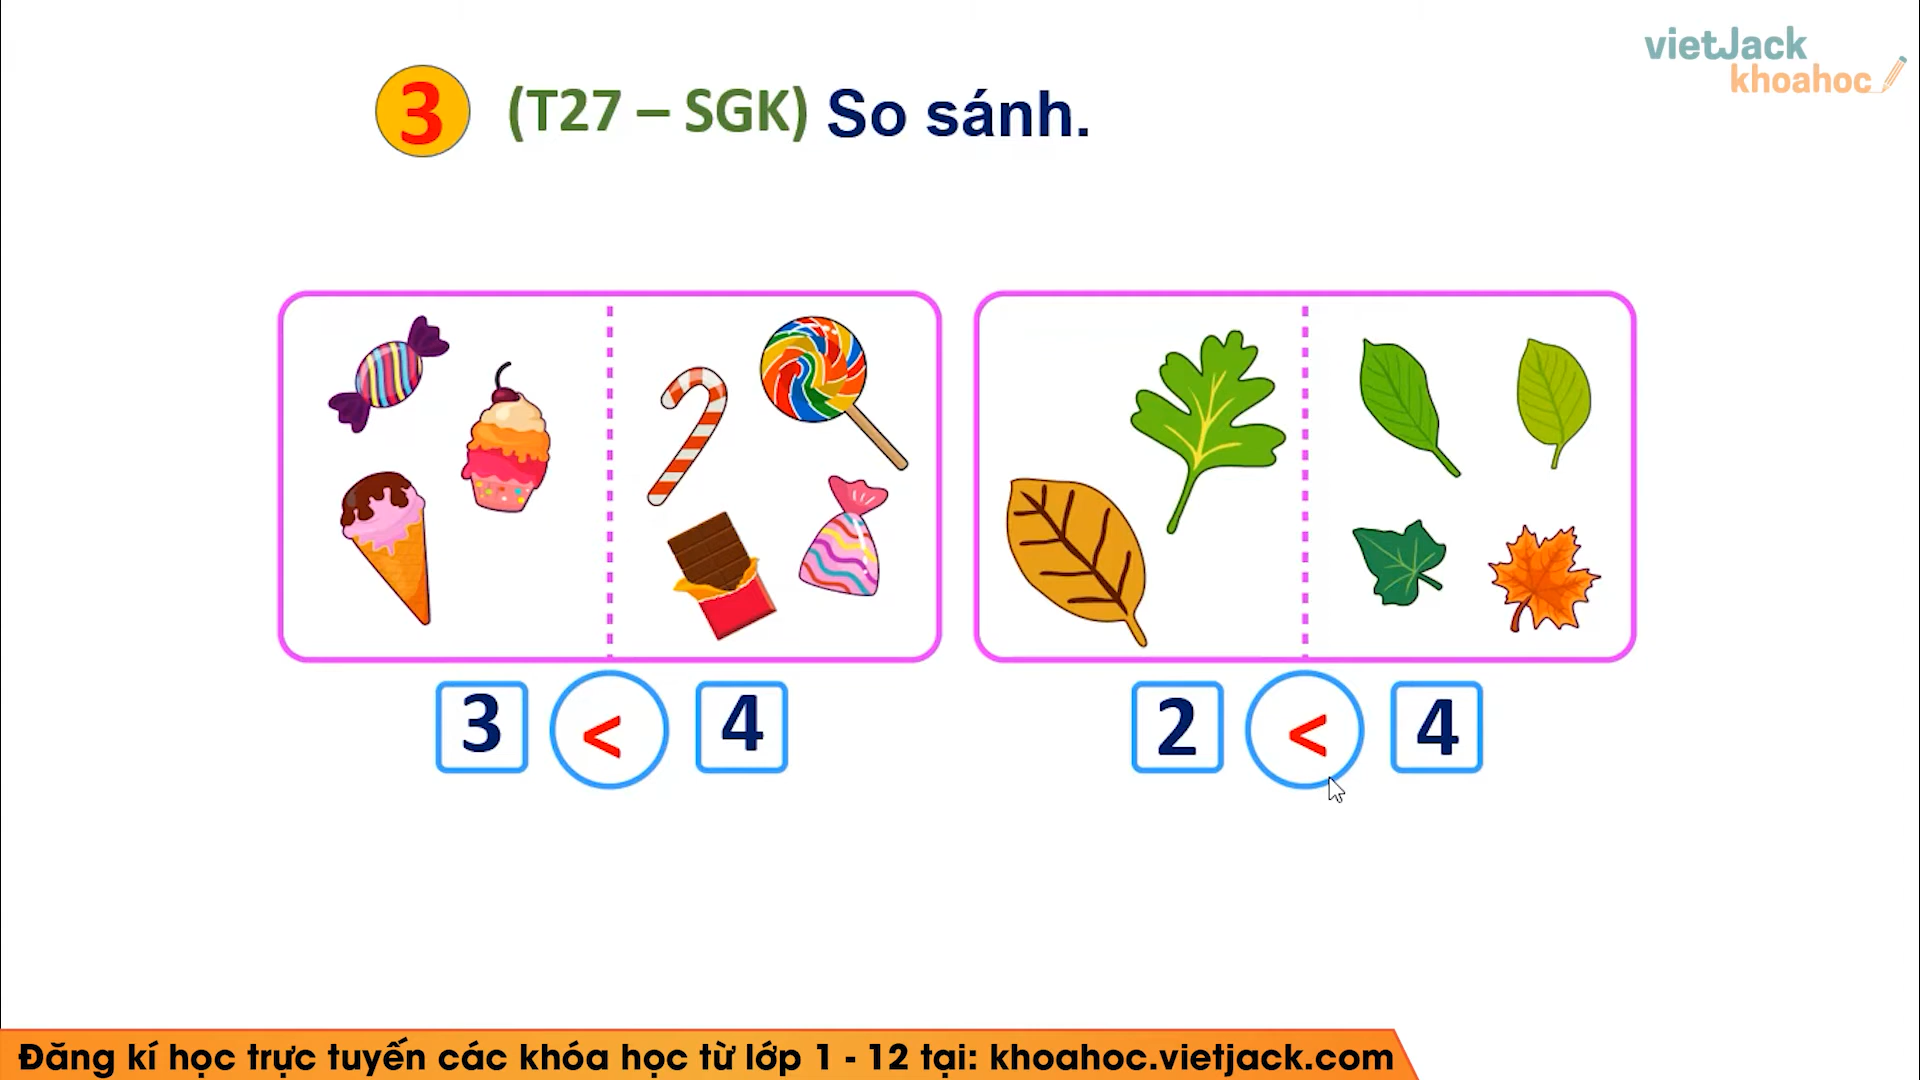 vietJack
khoahoc
3 (T27 – SGK) So sánh.
3 < 4 2 < 4
Đăng kí học trực tuyến các khóa học từ lớp 1 - 12 tại: khoahoc.vietjack.com